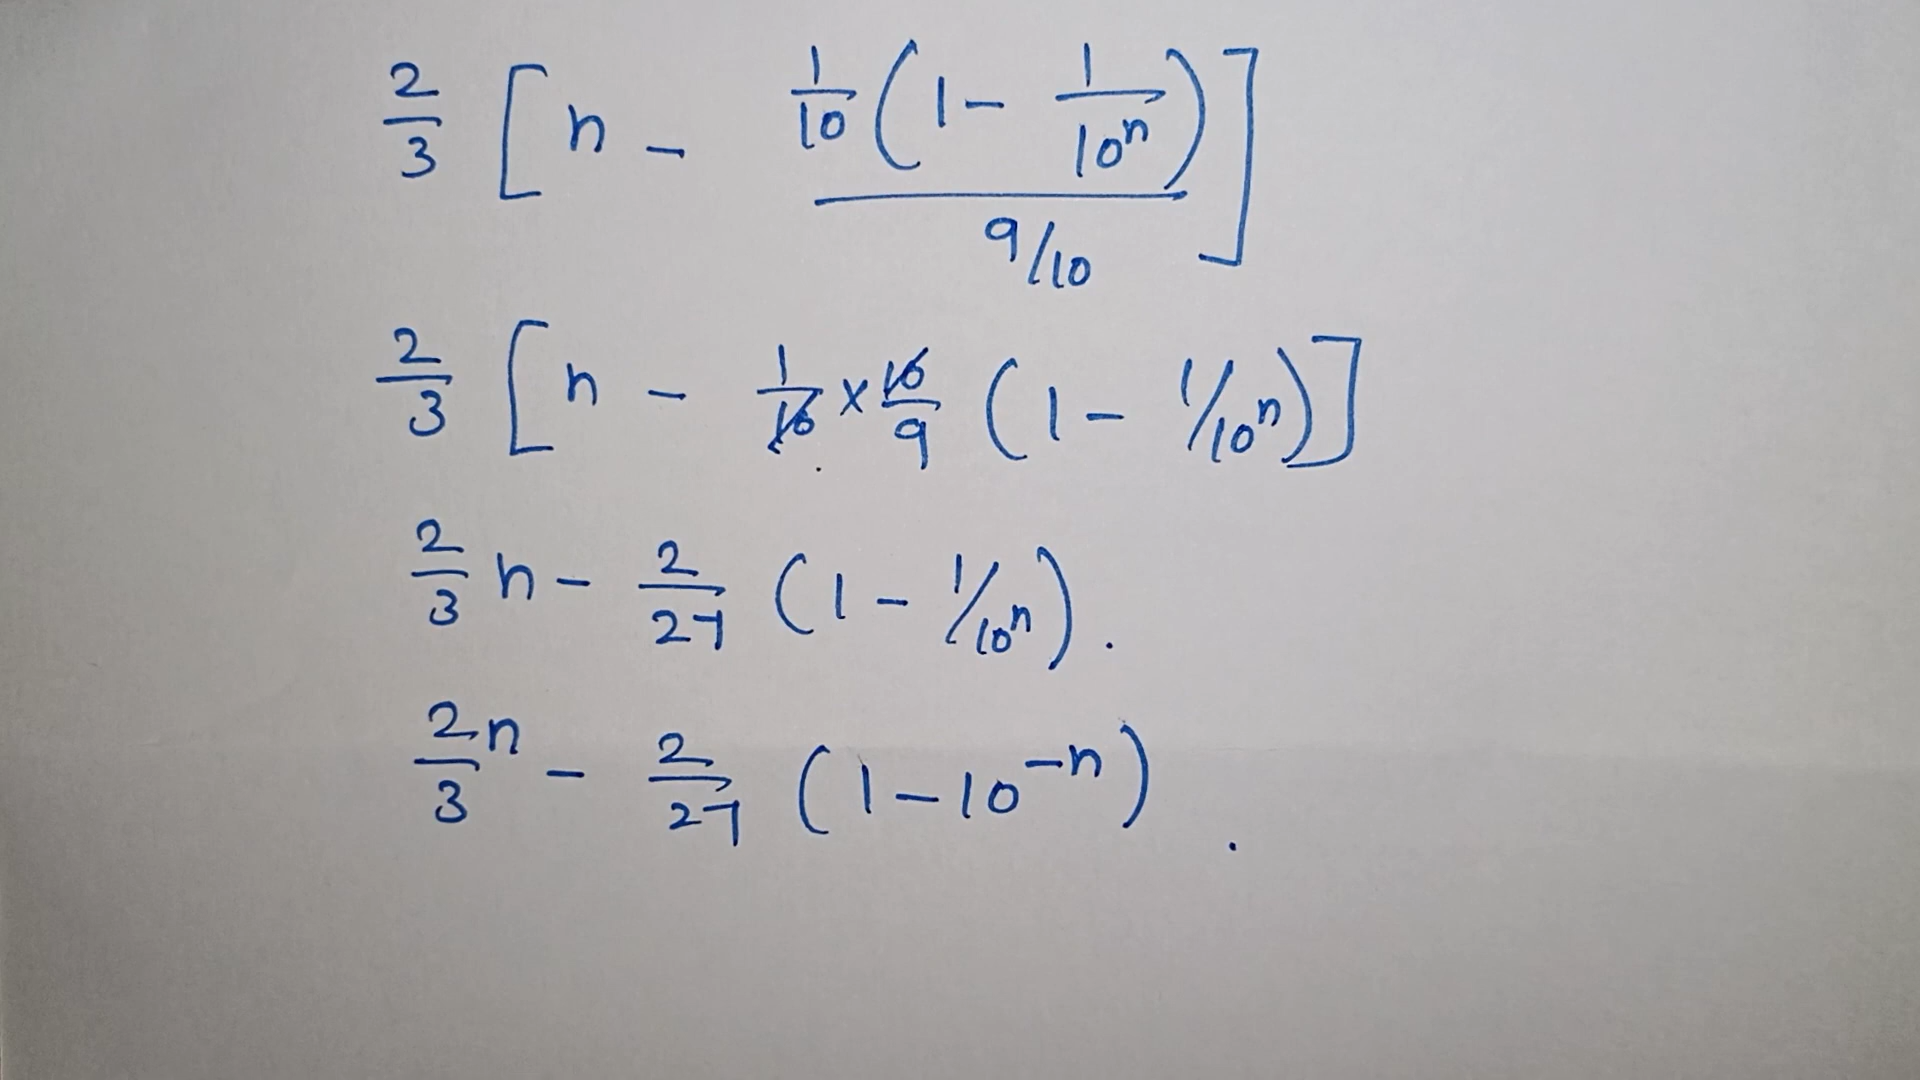 2/3 [n - (1/10 (1 - 1/10ⁿ)) / (9/10)]
2/3 [n - 1/10 × 10/9 (1 - 1/10ⁿ)]
2/3 n - 2/27 (1 - 1/10ⁿ).
2n/3 - 2/27 (1 - 10⁻ⁿ).